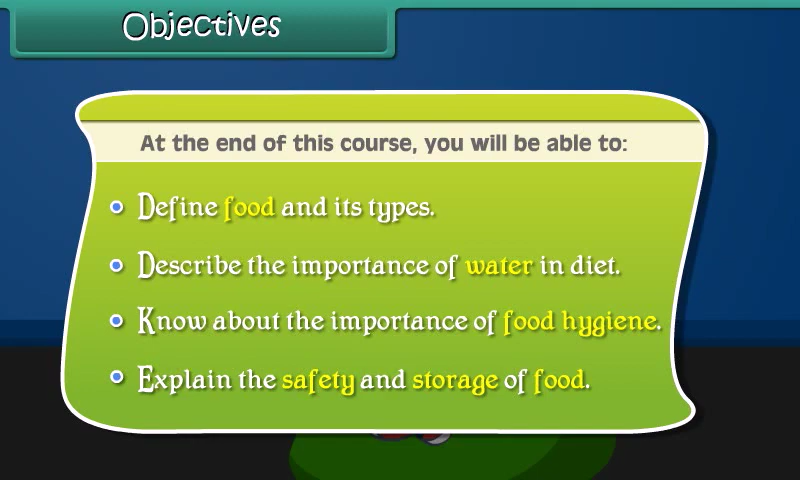 Objectives
At the end of this course, you will be able to:
Define food and its types.
Describe the importance of water in diet.
Know about the importance of food hygiene.
Explain the safety and storage of food.